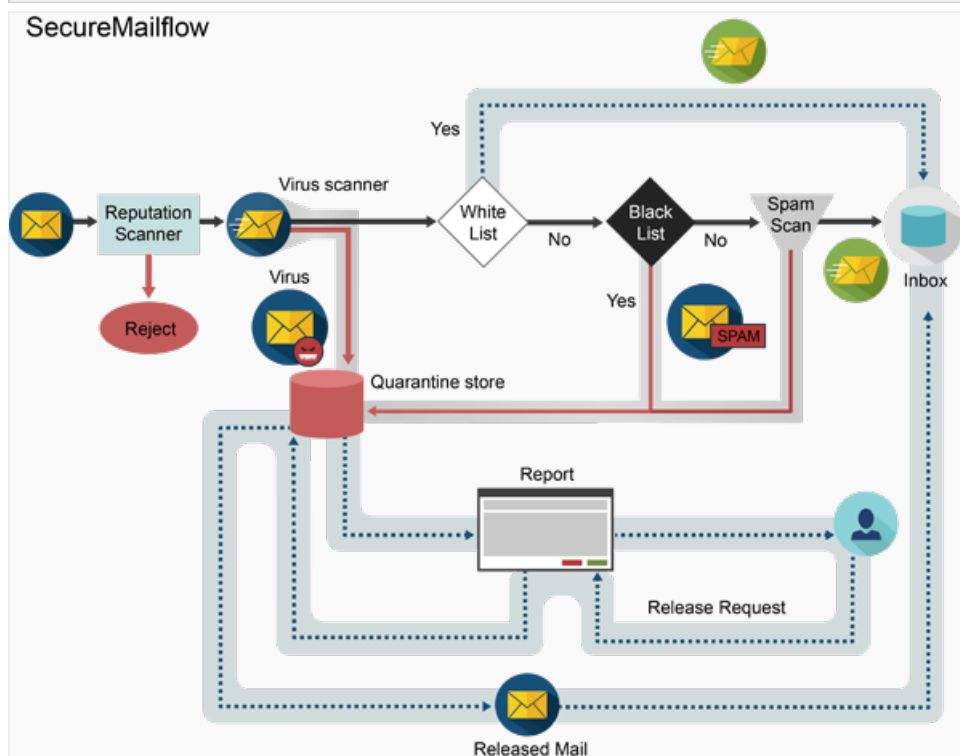 SecureMailflow
Yes
Virus scanner
Reputation
Scanner
White
List
No
Black
List
No
Spam
Scan
Inbox
Virus
Yes
Reject
SPAM
Quarantine store
Report
Release Request
Released Mail